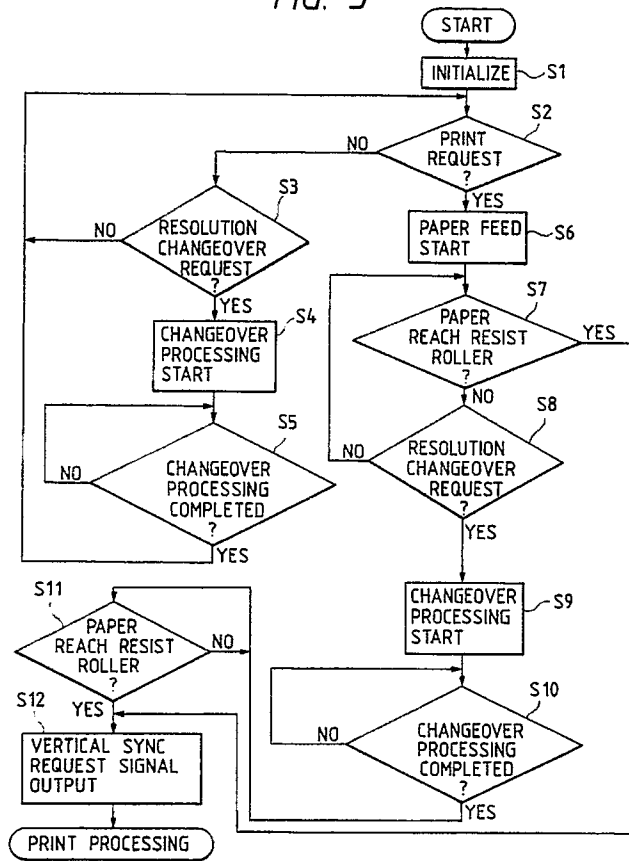 START
INITIALIZE
S1
S2
PRINT
REQUEST
?
NO
YES
S3
RESOLUTION
CHANGEOVER
REQUEST
?
NO
YES
PAPER FEED
START
S6
S4
CHANGEOVER
PROCESSING
START
S7
PAPER
REACH RESIST
ROLLER
?
YES
NO
S5
CHANGEOVER
PROCESSING
COMPLETED
?
NO
YES
S8
RESOLUTION
CHANGEOVER
REQUEST
?
NO
YES
CHANGEOVER
PROCESSING
START
S9
S11
PAPER
REACH RESIST
ROLLER
?
NO
YES
S10
CHANGEOVER
PROCESSING
COMPLETED
?
NO
YES
S12
VERTICAL SYNC
REQUEST SIGNAL
OUTPUT
PRINT PROCESSING